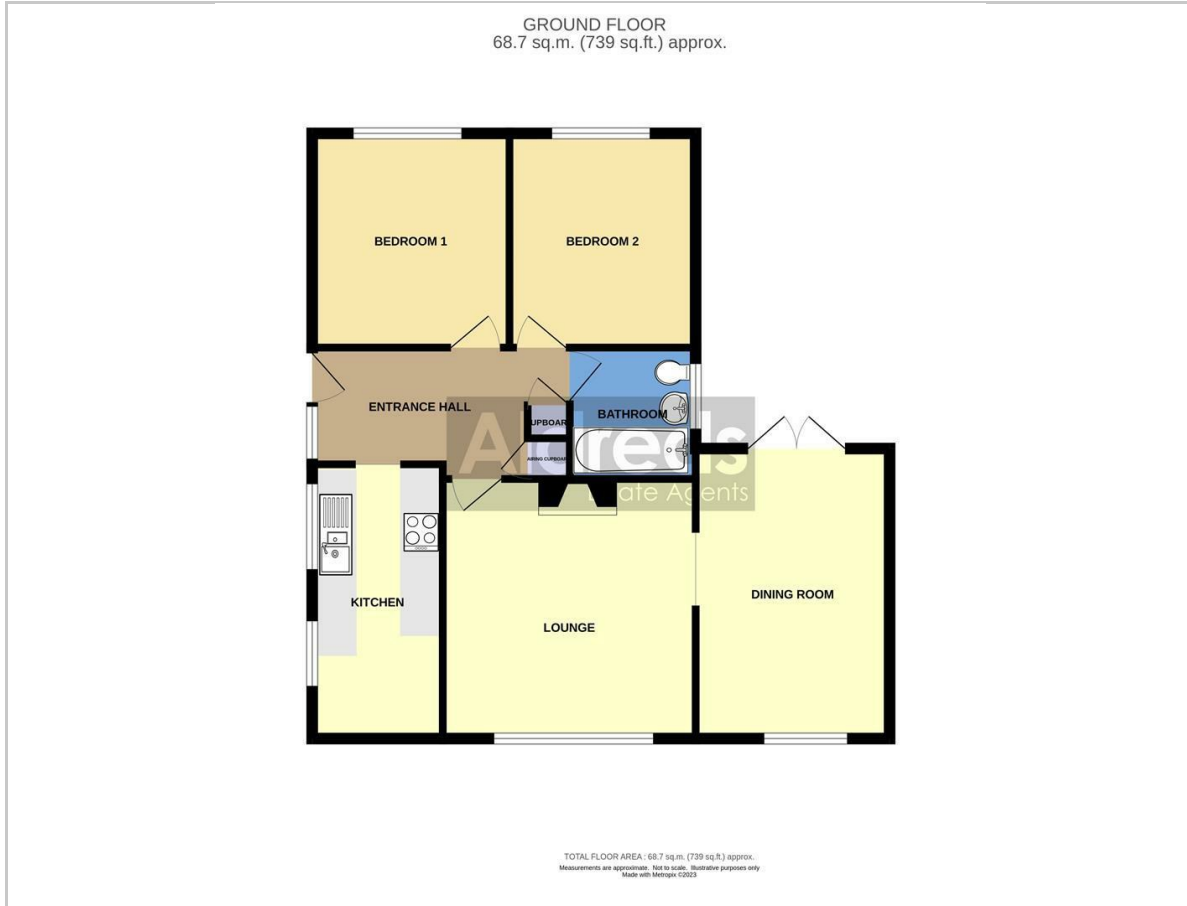 GROUND FLOOR
68.7 sq.m. (739 sq.ft.) approx.
BEDROOM 1
BEDROOM 2
ENTRANCE HALL
UPBOAR
BATHROOM
AIRING CUPBOAR
Aldreds
Estate Agents
KITCHEN
DINING ROOM
LOUNGE
TOTAL FLOOR AREA : 68.7 sq.m. (739 sq.ft.) approx.
Measurements are approximate. Not to scale. Illustrative purposes only
Made with Metropix ©2023